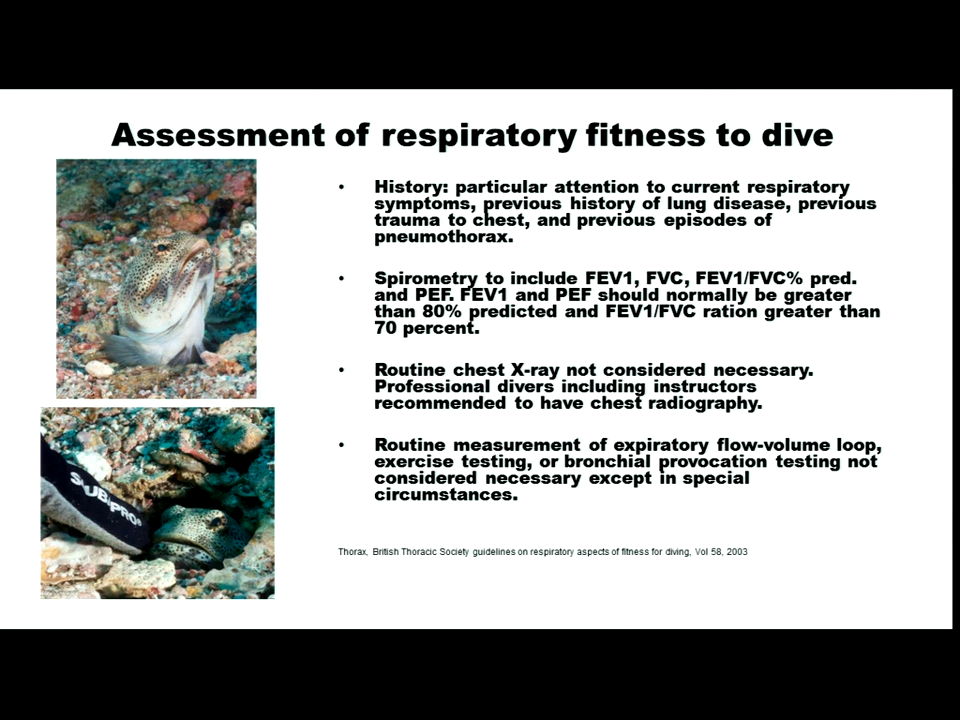 Assessment of respiratory fitness to dive
• History: particular attention to current respiratory
symptoms, previous history of lung disease, previous
trauma to chest, and previous episodes of
pneumothorax.
• Spirometry to include FEV1, FVC, FEV1/FVC% pred.
and PEF. FEV1 and PEF should normally be greater
than 80% predicted and FEV1/FVC ration greater than
70 percent.
• Routine chest X-ray not considered necessary.
Professional divers including instructors
recommended to have chest radiography.
• Routine measurement of expiratory flow-volume loop,
exercise testing, or bronchial provocation testing not
considered necessary except in special
circumstances.
SCUBAPRO
Thorax, British Thoracic Society guidelines on respiratory aspects of fitness for diving, Vol 58, 2003